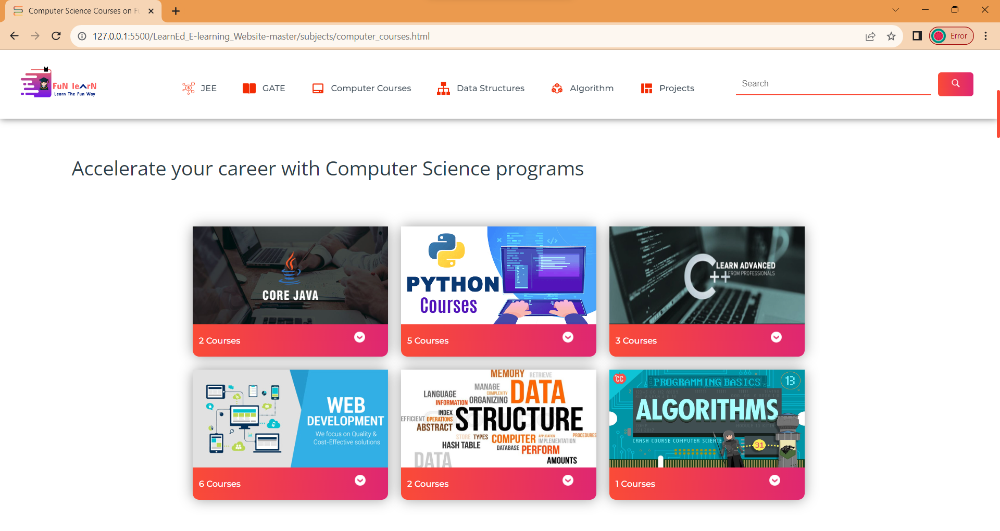 Computer Science Courses on Fu
127.0.0.1:5500/LearnEd_E-learning_Website-master/subjects/computer_courses.html
Error
FuN leArN
Learn The Fun Way
JEE
GATE
Computer Courses
Data Structures
Algorithm
Projects
Search
Accelerate your career with Computer Science programs
CORE JAVA
2 Courses
PYTHON
Courses
5 Courses
LEARN ADVANCED
FROM PROFESSIONALS
C++
3 Courses
WEB
DEVELOPMENT
We focus on Quality &
Cost-Effective solutions
6 Courses
MEMORY RETRIEVE
LANGUAGE MANAGE DATA
COMPLEXITY
INFORMATION ORGANIZING
INDEX STRUCTURE
EFFICIENT OPERATIONS
ABSTRACT
STORE TYPES COMPUTER APPLICATION PROCEDURES
IMPLEMENTATION
HASH TABLE DATABASE PERFORM
DATA AMOUNTS
2 Courses
CC
PROGRAMMING BASICS
13
ALGORITHMS
CRASH COURSE COMPUTER SCIENCE
31
1 Courses